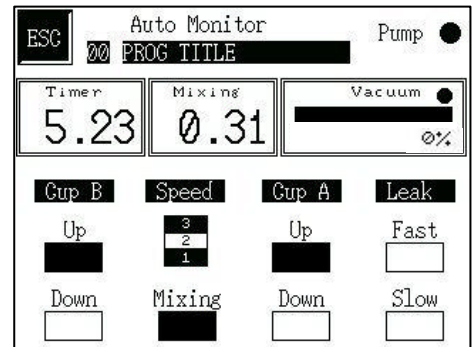 ESC
Auto Monitor
00 PROG TITLE
Pump
Timer
5.23
Mixing
0.31
Vacuum
0%
Cup B Speed Cup A Leak
Up
3
2
1
Up Fast
Down Mixing Down Slow